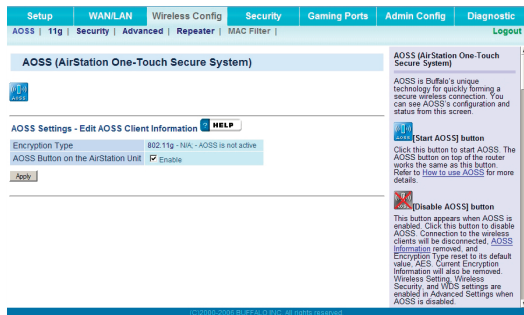 Setup WAN/LAN Wireless Config Security Gaming Ports Admin Config Diagnostic
AOSS | 11g | Security | Advanced | Repeater | MAC Filter | Logout
AOSS (AirStation One-Touch Secure System)
AOSS
AOSS Settings - Edit AOSS Client Information ? HELP
Encryption Type 802.11g - N/A; - AOSS is not active
AOSS Button on the AirStation Unit Enable
Apply
AOSS (AirStation One-Touch
Secure System)
AOSS is Buffalo's unique
technology for quickly forming a
secure wireless connection. You
can see AOSS's configuration and
status from this screen.
AOSS [Start AOSS] button
Click this button to start AOSS. The
AOSS button on top of the router
works the same as this button.
Refer to How to use AOSS for more
details.
[Disable AOSS] button
This button appears when AOSS is
enabled. Click this button to disable
AOSS. Connection to the wireless
clients will be disconnected, AOSS
Information removed, and
Encryption Type reset to its default
value, AES. Current Encryption
Information will also be removed.
Wireless Setting, Wireless
Security, and WDS settings are
enabled in Advanced Settings when
AOSS is disabled.
(C)2000-2006 BUFFALO INC. All rights reserved.